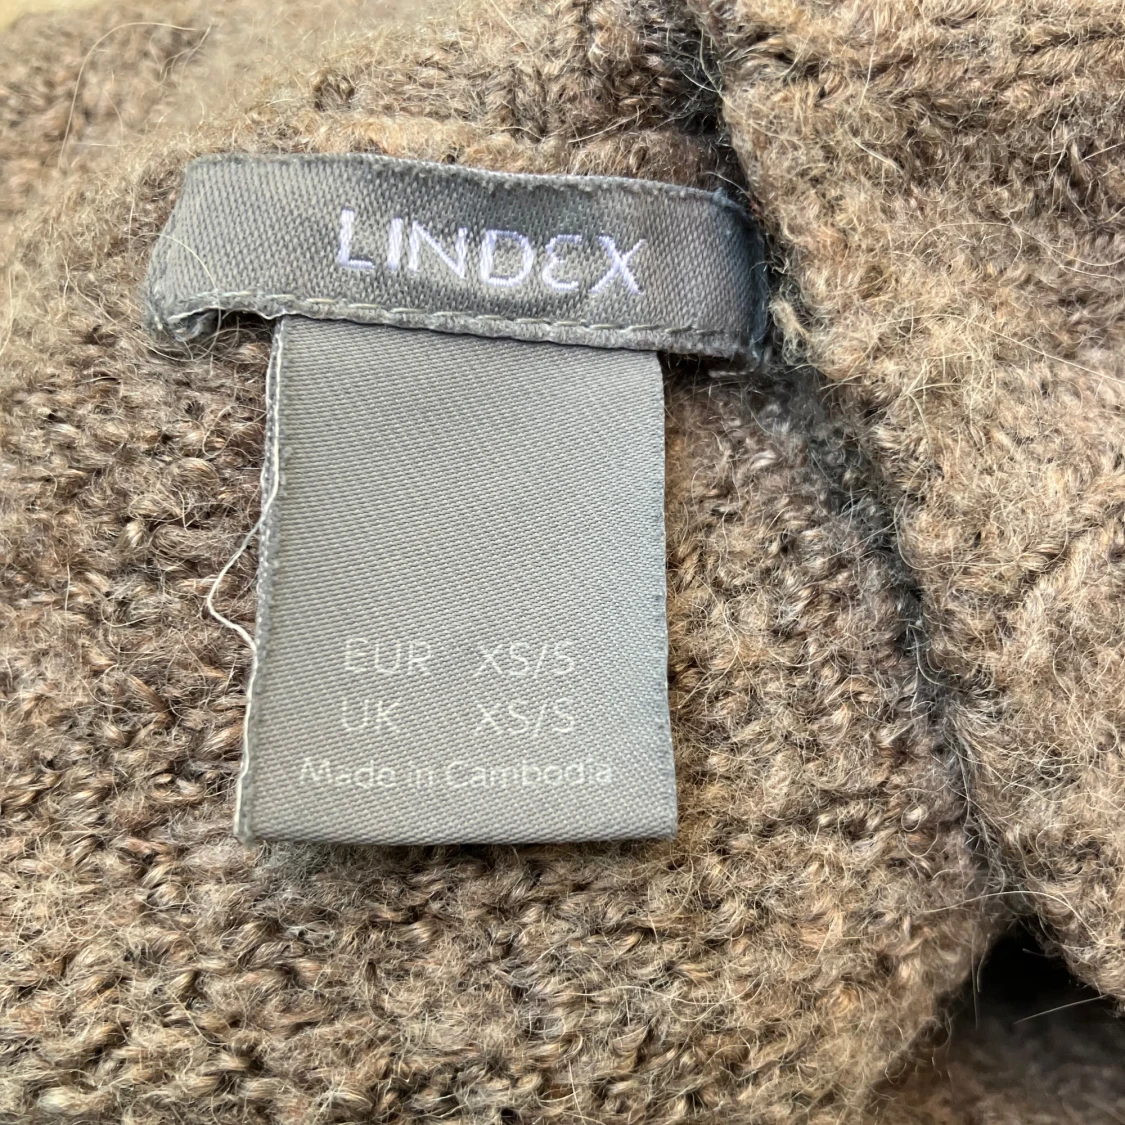 LINDEX
EUR XS/S
UK XS/S
Made in Cambodia